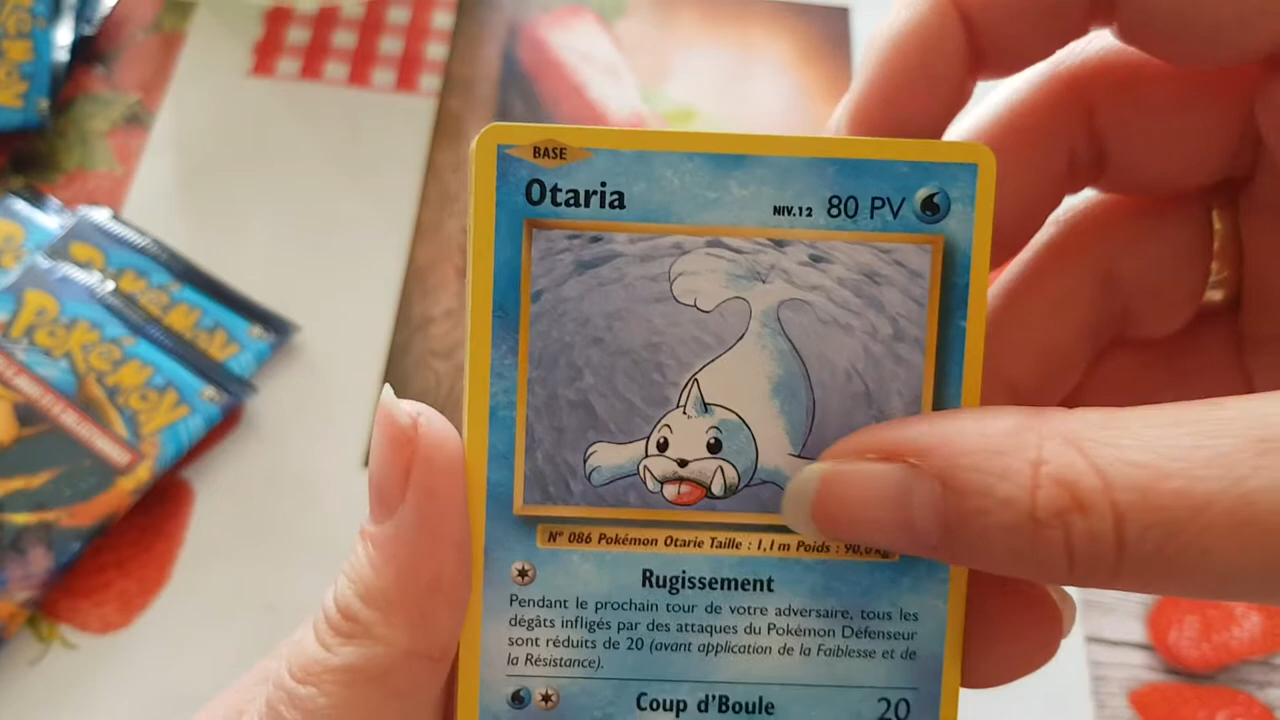 BASE
Otaria
NIV.12 80 PV
N° 086 Pokémon Otarie Taille : 1,1 m Poids : 90,0 kg
Rugissement
Pendant le prochain tour de votre adversaire, tous les
dégâts infligés par des attaques du Pokémon Défenseur
sont réduits de 20 (avant application de la Faiblesse et de
la Résistance).
Coup d'Boule 20
Pokémon
Pokémon